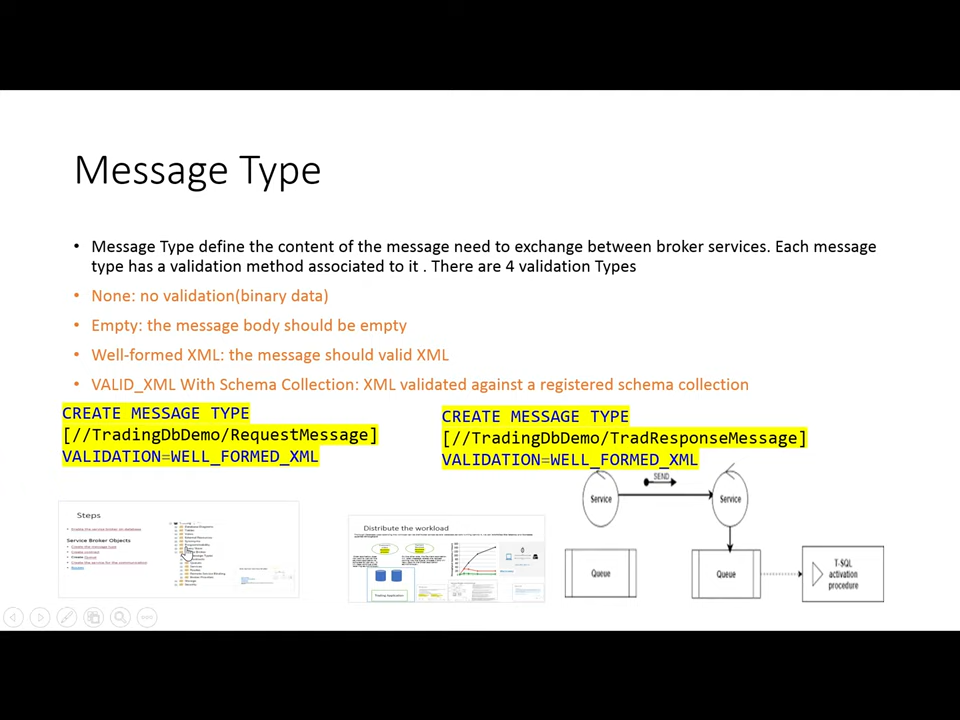 Message Type
• Message Type define the content of the message need to exchange between broker services. Each message
type has a validation method associated to it . There are 4 validation Types
• None: no validation(binary data)
• Empty: the message body should be empty
• Well-formed XML: the message should valid XML
• VALID_XML With Schema Collection: XML validated against a registered schema collection
CREATE MESSAGE TYPE
[//TradingDbDemo/RequestMessage]
VALIDATION=WELL_FORMED_XML
CREATE MESSAGE TYPE
[//TradingDbDemo/TradResponseMessage]
VALIDATION=WELL_FORMED_XML
Steps
Service Broker Objects
Distribute the workload
Trading Application
SEND
Service
Service
Queue
Queue
T-SQL
activation
procedure